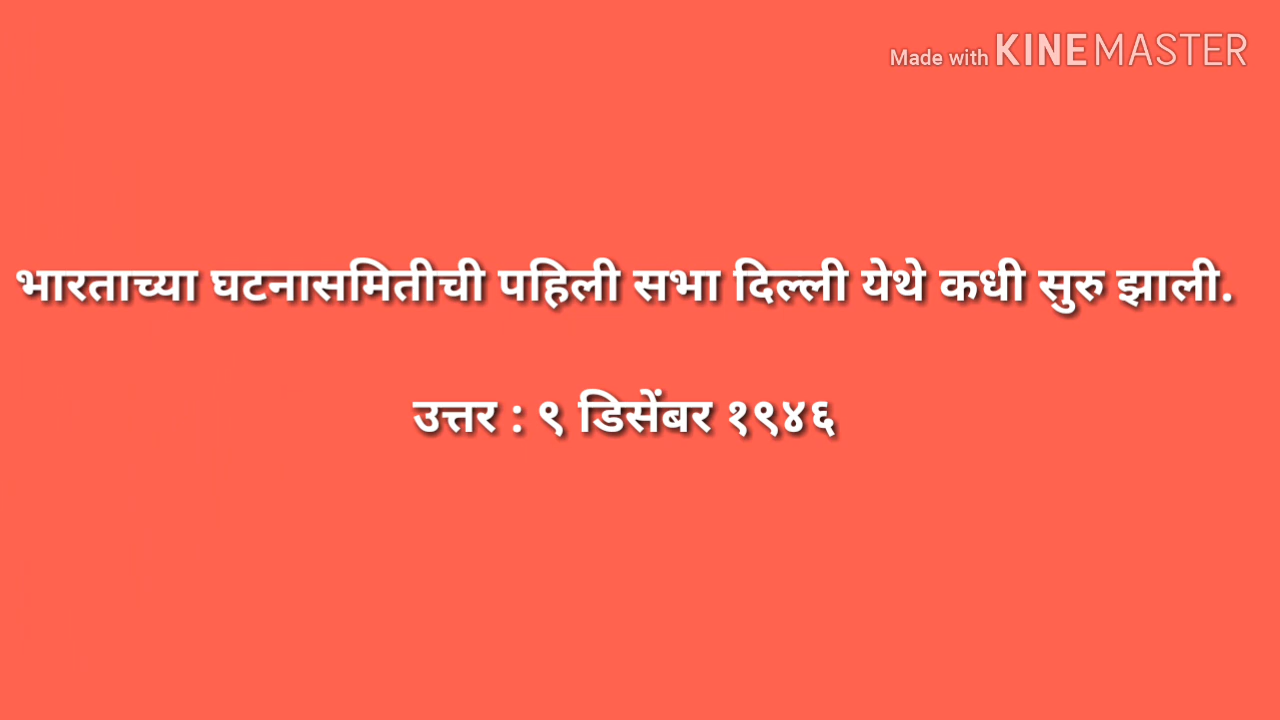 Made with KINEMASTER
भारताच्या घटनासमितीची पहिली सभा दिल्ली येथे कधी सुरु झाली.
उत्तर : ९ डिसेंबर १९४६